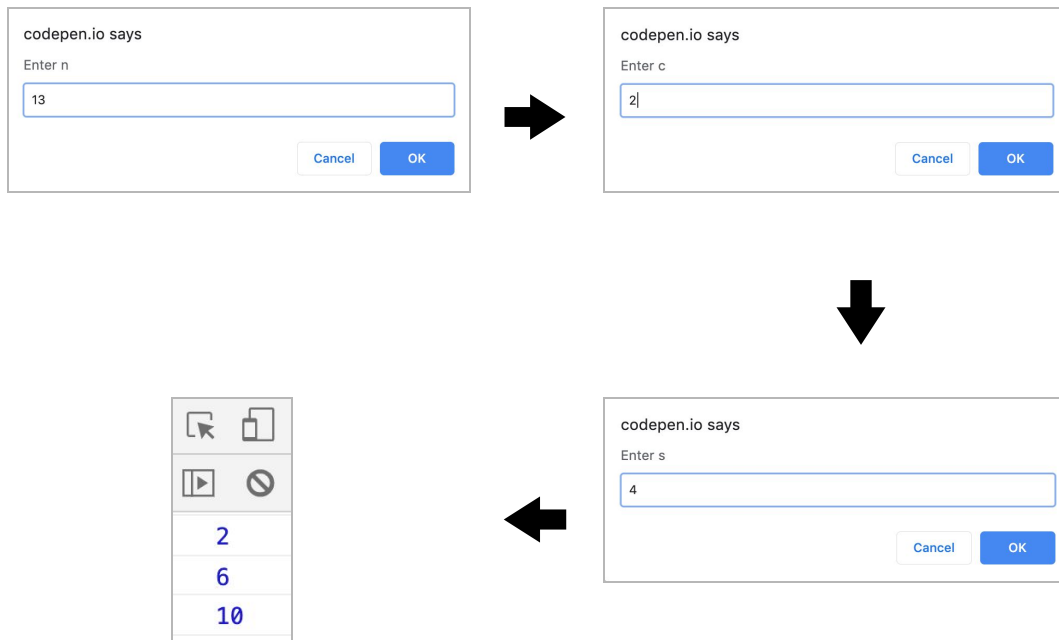 codepen.io says
Enter n
13
Cancel
OK
codepen.io says
Enter c
2
Cancel
OK
codepen.io says
Enter s
4
Cancel
OK
2
6
10